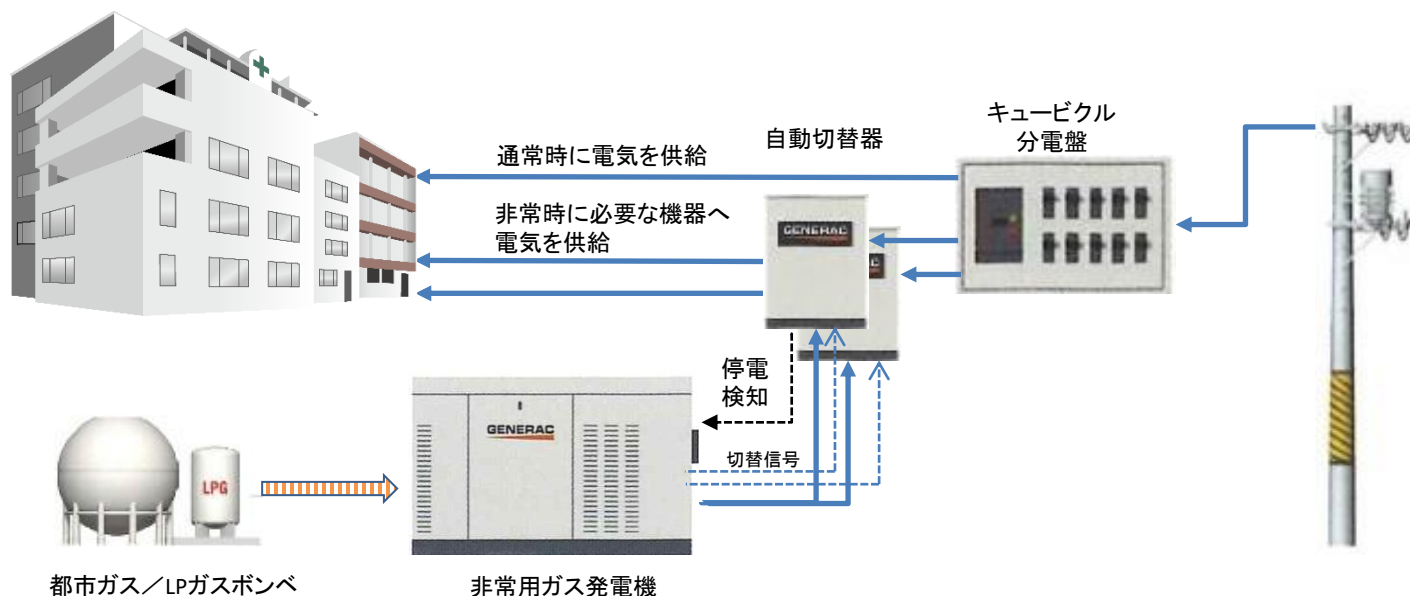 キュービクル
分電盤
自動切替器
通常時に電気を供給
非常時に必要な機器へ
電気を供給
GENERAC
停電
検知
GENERAC
切替信号
LPG
都市ガス／LPガスボンベ
非常用ガス発電機